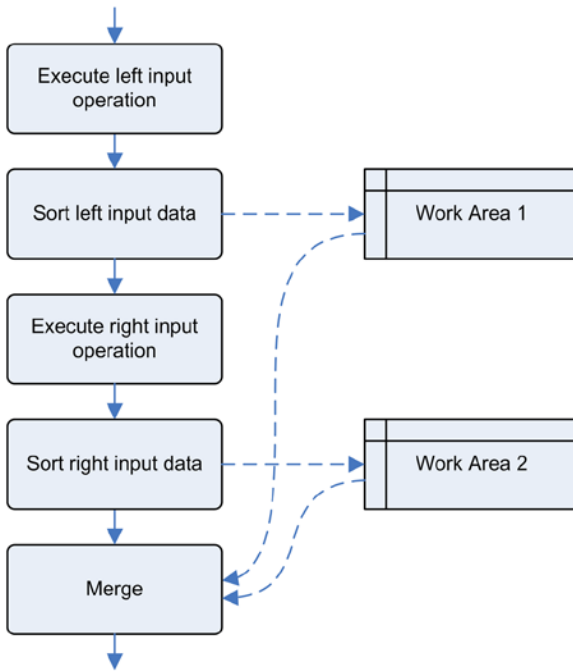 Execute left input
operation
Sort left input data
Work Area 1
Execute right input
operation
Sort right input data
Work Area 2
Merge